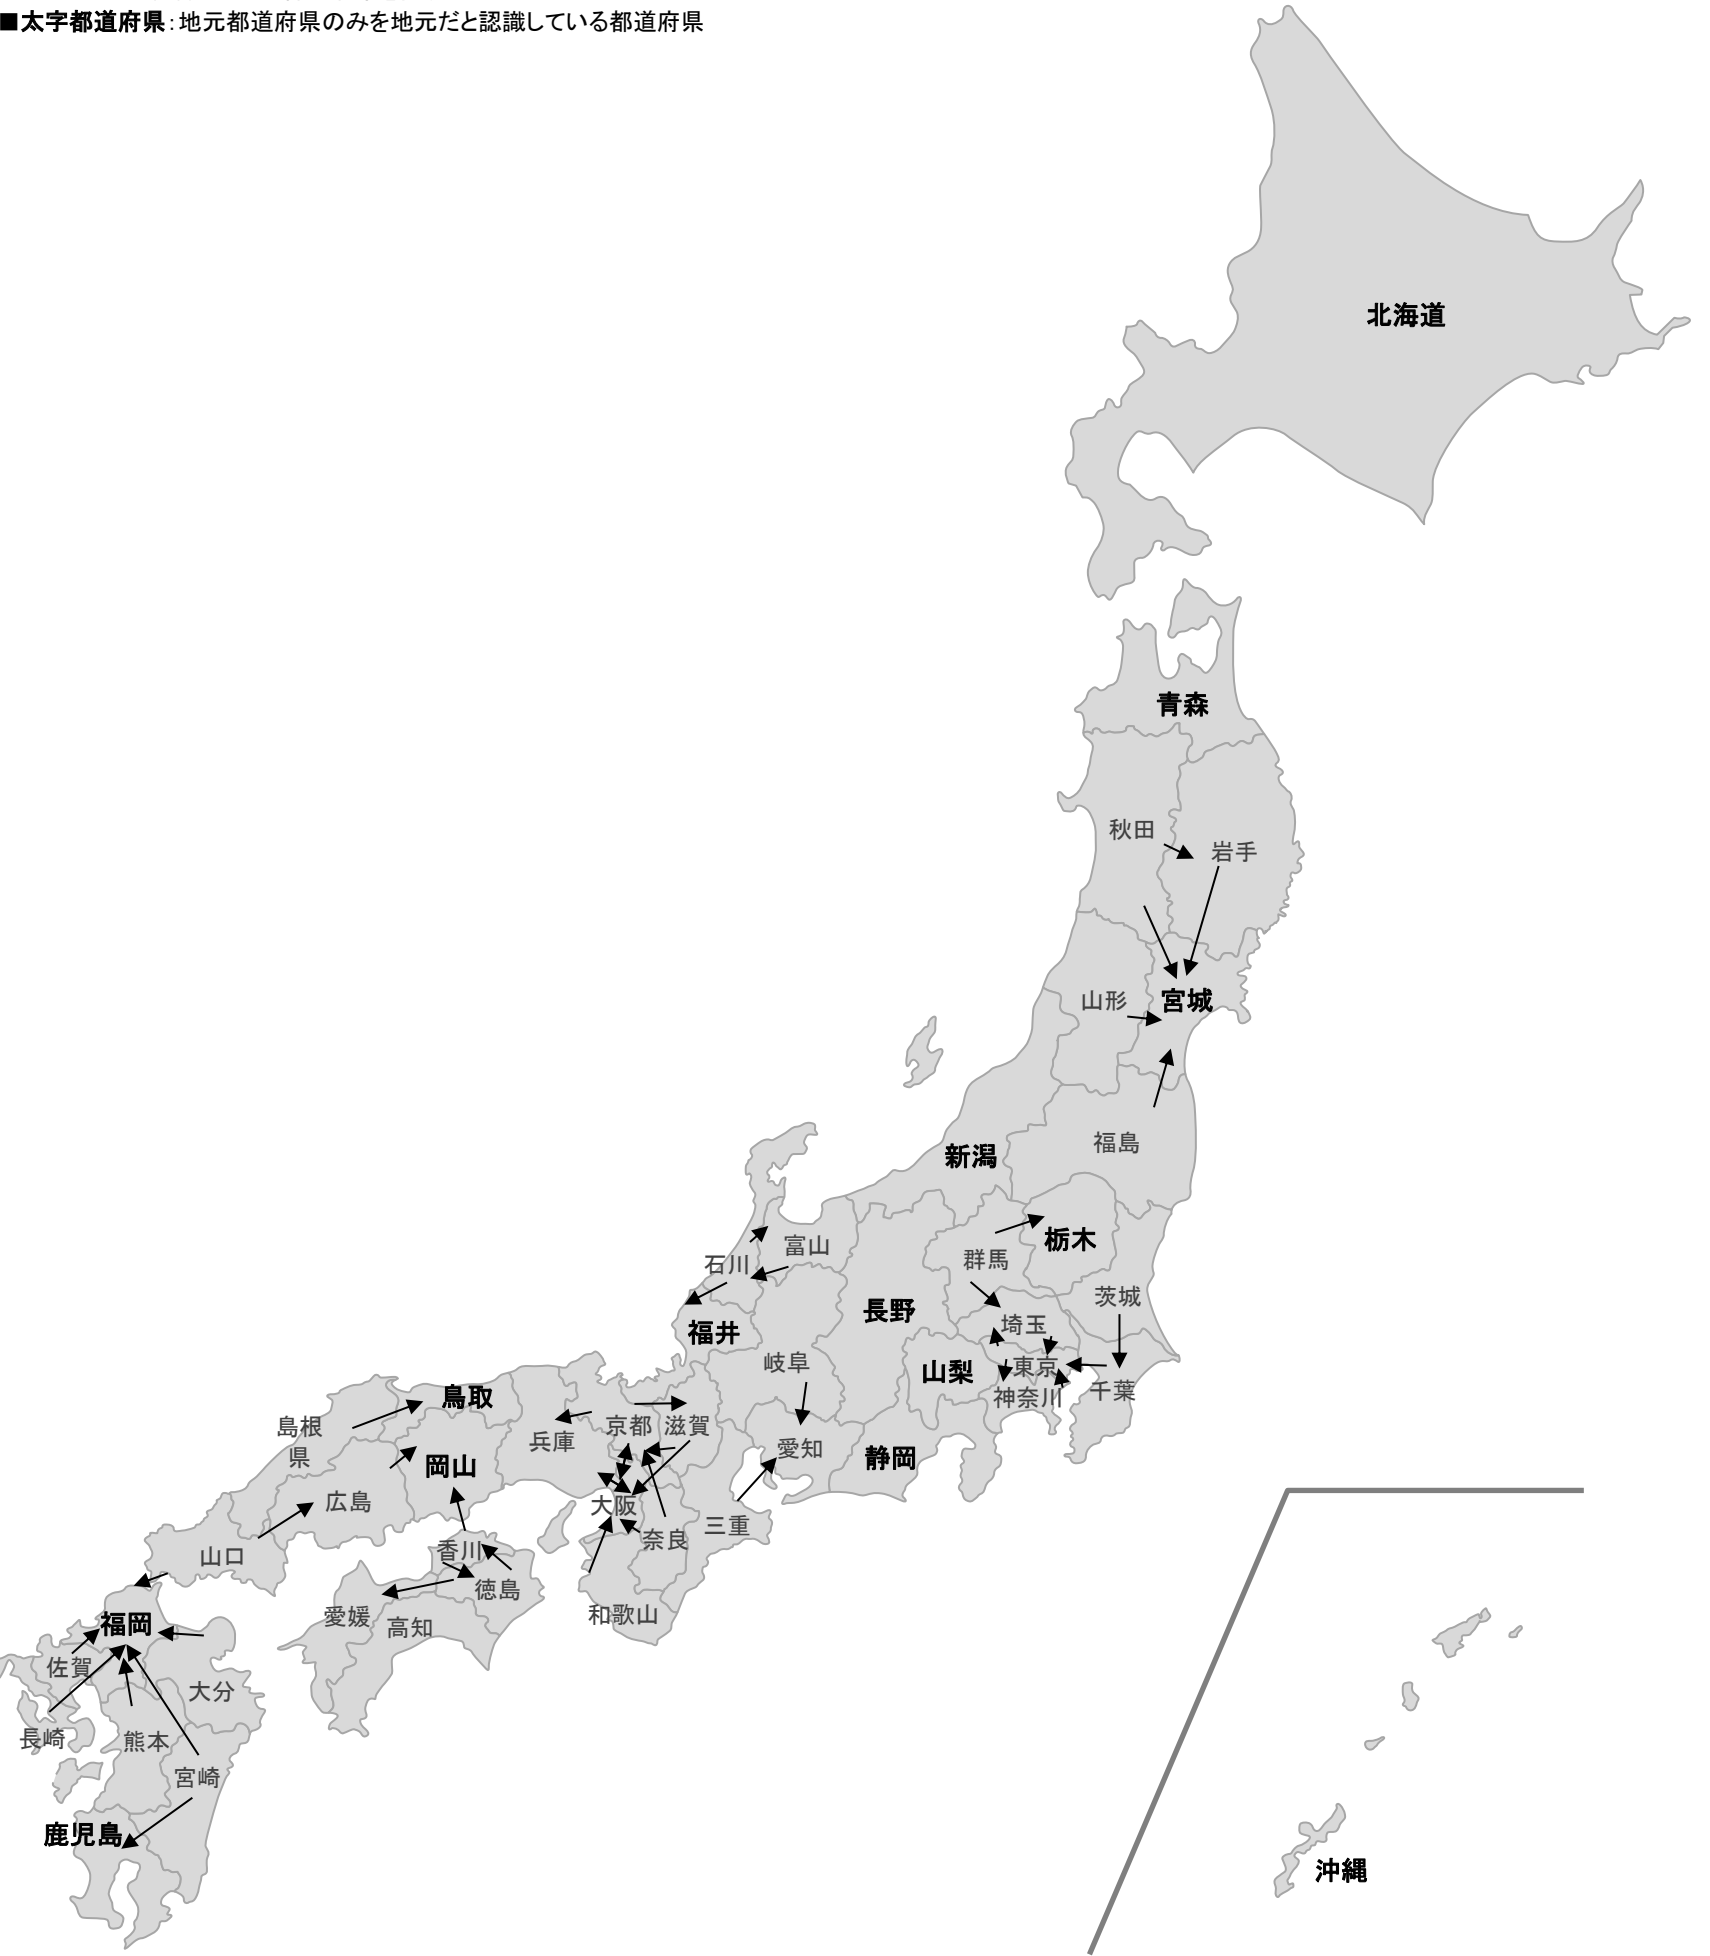 ■太字都道府県：地元都道府県のみを地元だと認識している都道府県
北海道
青森
秋田
岩手
山形
宮城
福島
新潟
栃木
群馬
富山
石川
茨城
長野
埼玉
福井
岐阜
東京
山梨
千葉
神奈川
鳥取
島根
県
京都
滋賀
兵庫
愛知
静岡
岡山
広島
大阪
三重
奈良
香川
山口
徳島
和歌山
愛媛
高知
福岡
佐賀
大分
長崎
熊本
宮崎
鹿児島
沖縄